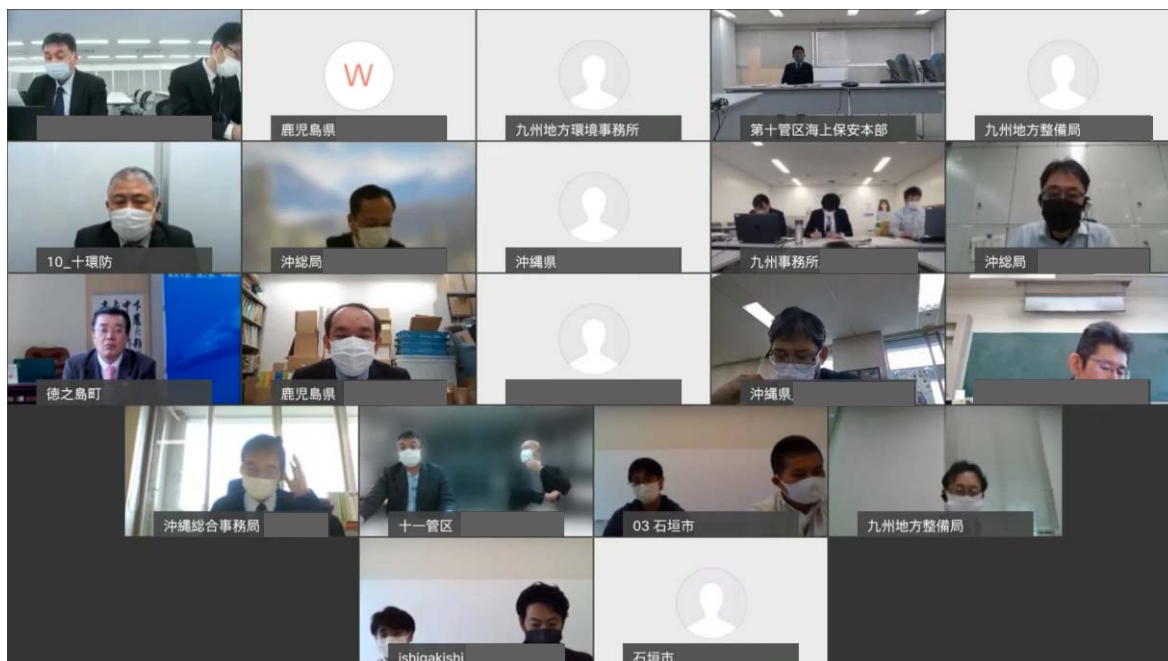 W
鹿児島県
九州地方環境事務所
第十管区海上保安本部
九州地方整備局
10_十環防
沖総局
沖縄県
九州事務所
沖総局
徳之島町
鹿児島県
沖縄県
沖縄総合事務局
十一管区
03 石垣市
九州地方整備局
ishigakishi
石垣市